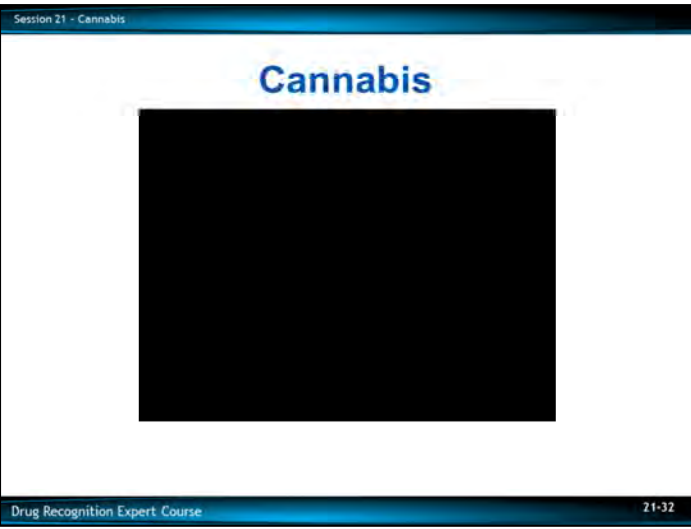 Session 21 - Cannabis
Cannabis
Drug Recognition Expert Course
21-32